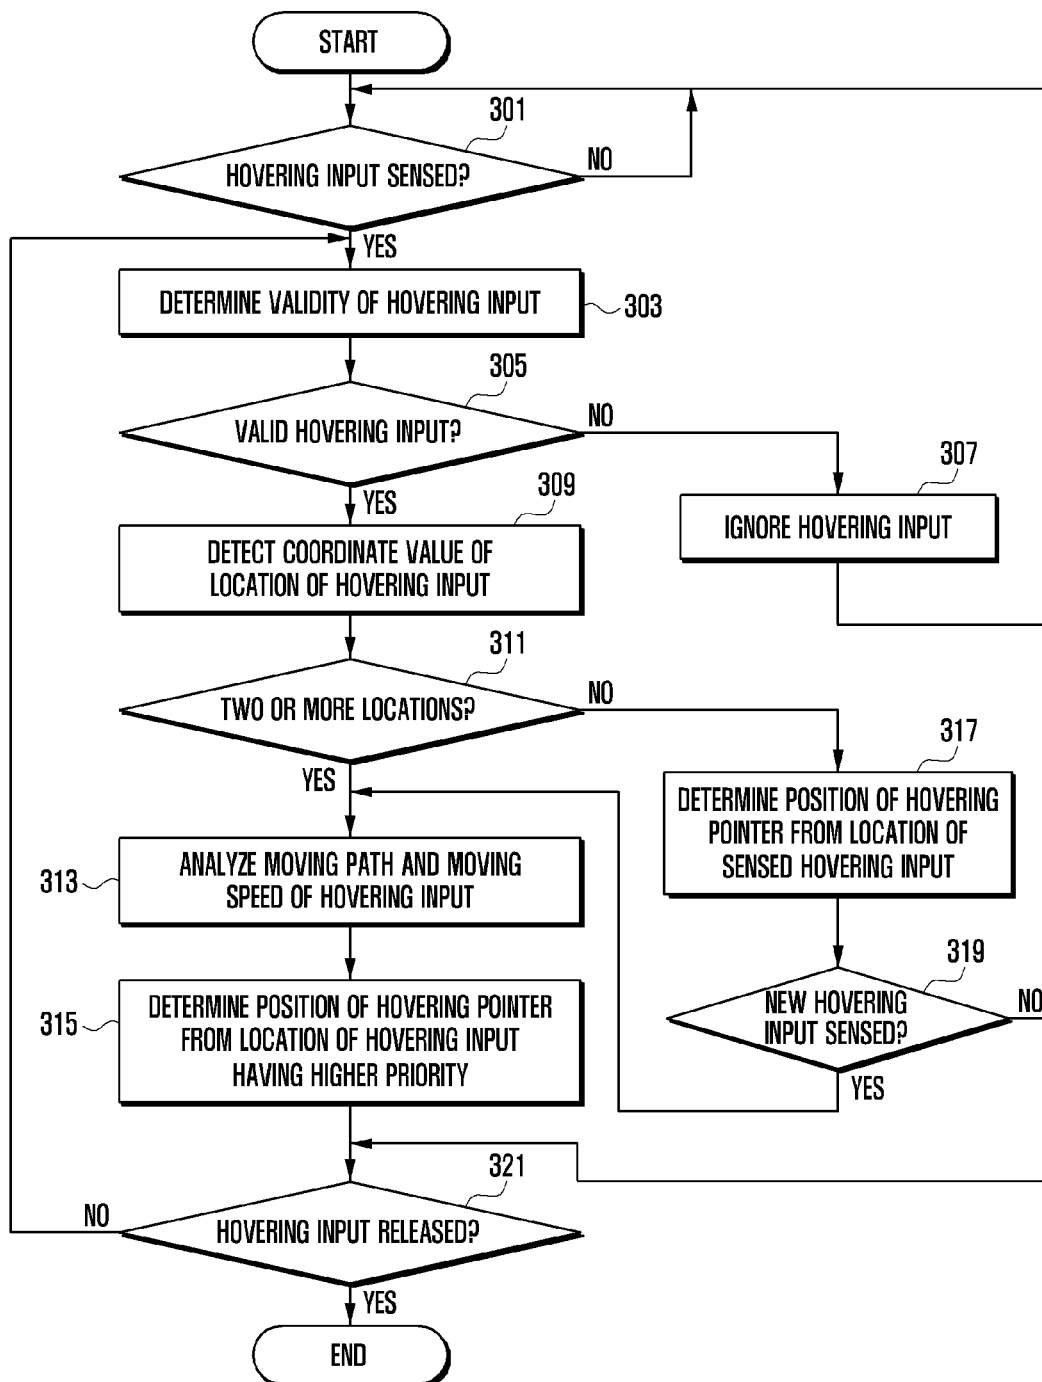 START
301
HOVERING INPUT SENSED?
NO
YES
DETERMINE VALIDITY OF HOVERING INPUT
303
305
VALID HOVERING INPUT?
NO
YES
307
IGNORE HOVERING INPUT
309
DETECT COORDINATE VALUE OF
LOCATION OF HOVERING INPUT
311
TWO OR MORE LOCATIONS?
NO
YES
317
DETERMINE POSITION OF HOVERING
POINTER FROM LOCATION OF
SENSED HOVERING INPUT
313
ANALYZE MOVING PATH AND MOVING
SPEED OF HOVERING INPUT
319
NEW HOVERING
INPUT SENSED?
NO
YES
315
DETERMINE POSITION OF HOVERING POINTER
FROM LOCATION OF HOVERING INPUT
HAVING HIGHER PRIORITY
321
HOVERING INPUT RELEASED?
NO
YES
END